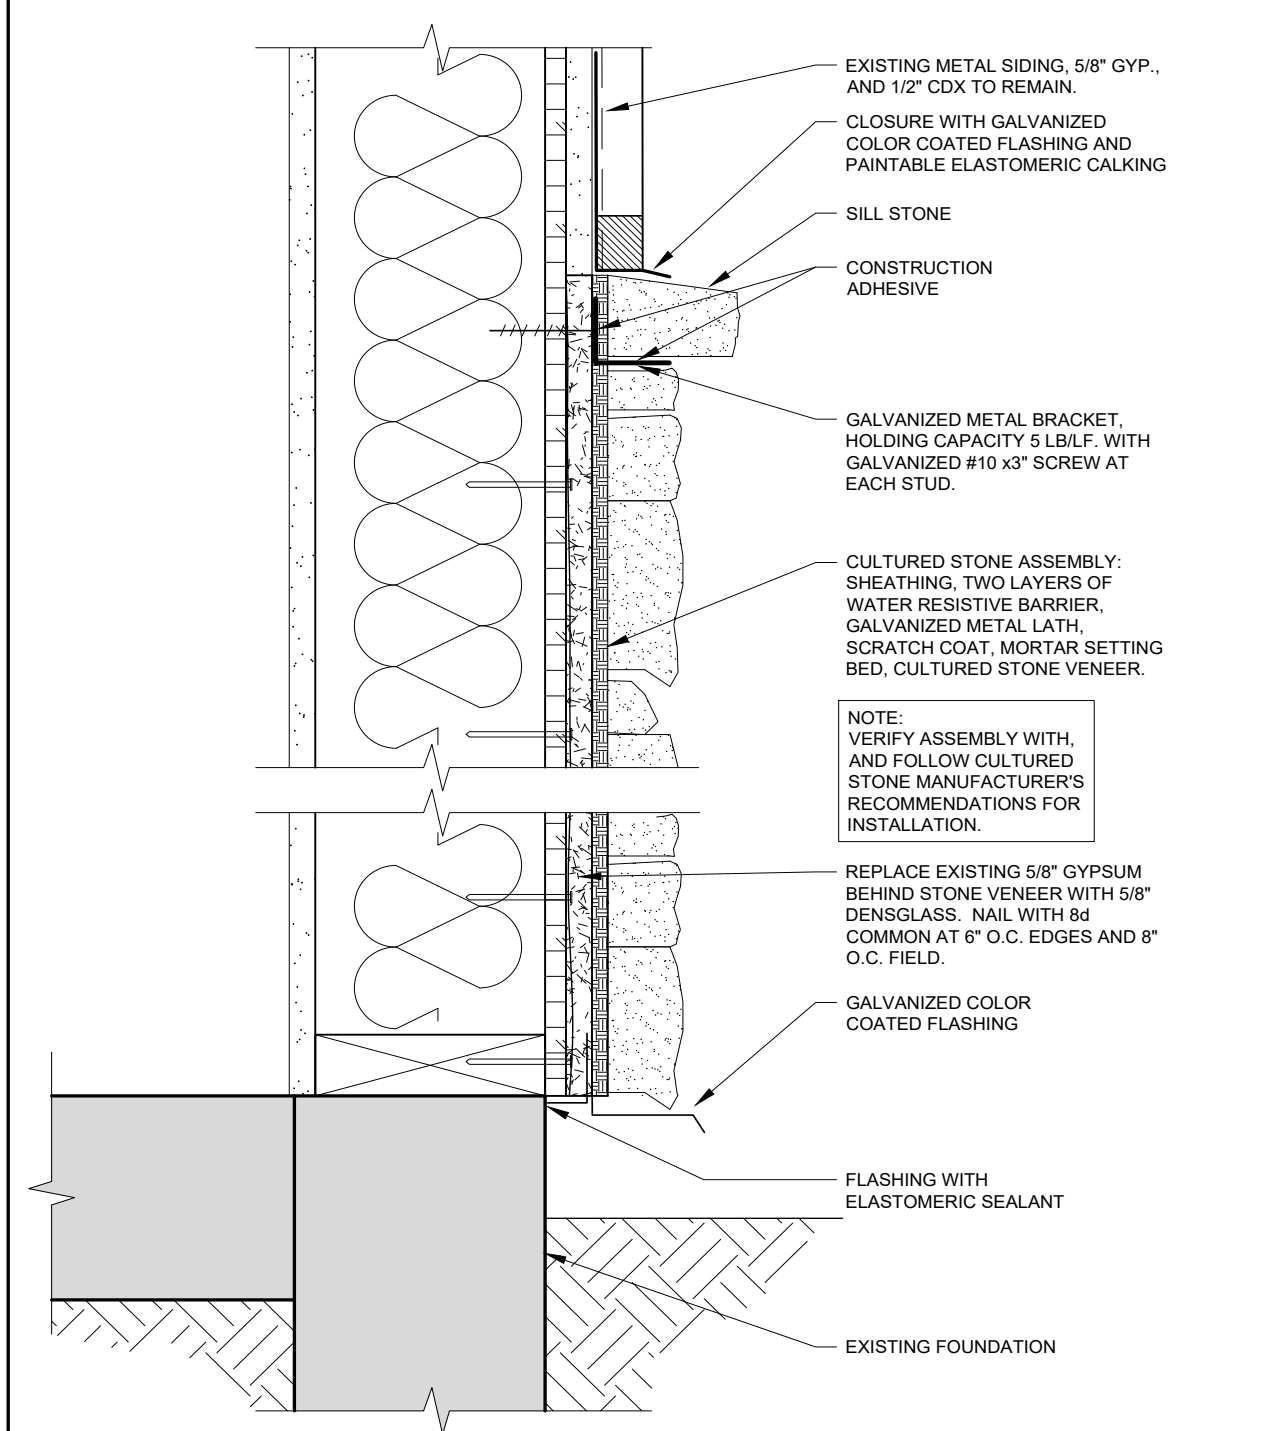 EXISTING METAL SIDING, 5/8" GYP.,
AND 1/2" CDX TO REMAIN.
CLOSURE WITH GALVANIZED
COLOR COATED FLASHING AND
PAINTABLE ELASTOMERIC CALKING
SILL STONE
CONSTRUCTION
ADHESIVE
GALVANIZED METAL BRACKET,
HOLDING CAPACITY 5 LB/LF. WITH
GALVANIZED #10 x3" SCREW AT
EACH STUD.
CULTURED STONE ASSEMBLY:
SHEATHING, TWO LAYERS OF
WATER RESISTIVE BARRIER,
GALVANIZED METAL LATH,
SCRATCH COAT, MORTAR SETTING
BED, CULTURED STONE VENEER.
NOTE:
VERIFY ASSEMBLY WITH,
AND FOLLOW CULTURED
STONE MANUFACTURER'S
RECOMMENDATIONS FOR
INSTALLATION.
REPLACE EXISTING 5/8" GYPSUM
BEHIND STONE VENEER WITH 5/8"
DENSGLASS. NAIL WITH 8d
COMMON AT 6" O.C. EDGES AND 8"
O.C. FIELD.
GALVANIZED COLOR
COATED FLASHING
FLASHING WITH
ELASTOMERIC SEALANT
EXISTING FOUNDATION